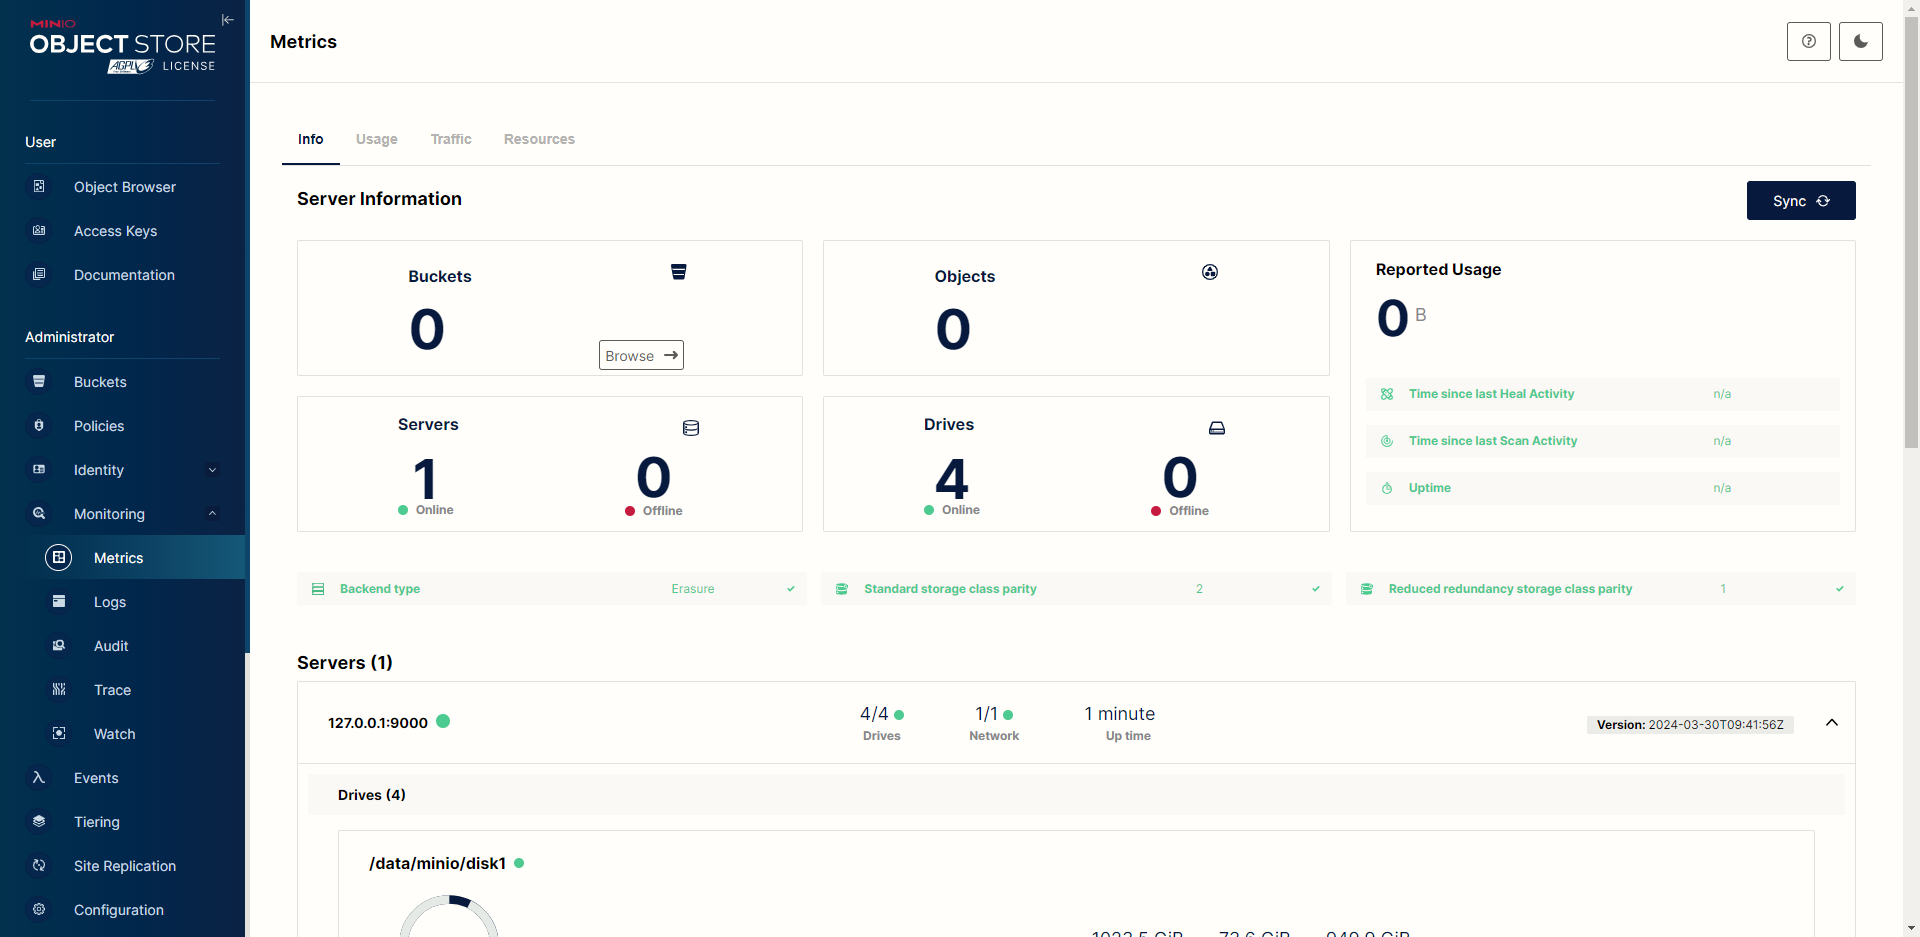 MINIO
OBJECT STORE
AGPLv3 LICENSE
User
Object Browser
Access Keys
Documentation
Administrator
Buckets
Policies
Identity
Monitoring
Metrics
Logs
Audit
Trace
Watch
Events
Tiering
Site Replication
Configuration
Metrics
Info Usage Traffic Resources
Server Information
Sync
Buckets
0
Browse
Objects
0
Reported Usage
0 B
Time since last Heal Activity n/a
Time since last Scan Activity n/a
Uptime n/a
Servers
1 0
Online Offline
Drives
4 0
Online Offline
Backend type Erasure
Standard storage class parity 2
Reduced redundancy storage class parity 1
Servers (1)
127.0.0.1:9000
4/4
Drives
1/1
Network
1 minute
Up time
Version: 2024-03-30T09:41:56Z
Drives (4)
/data/minio/disk1